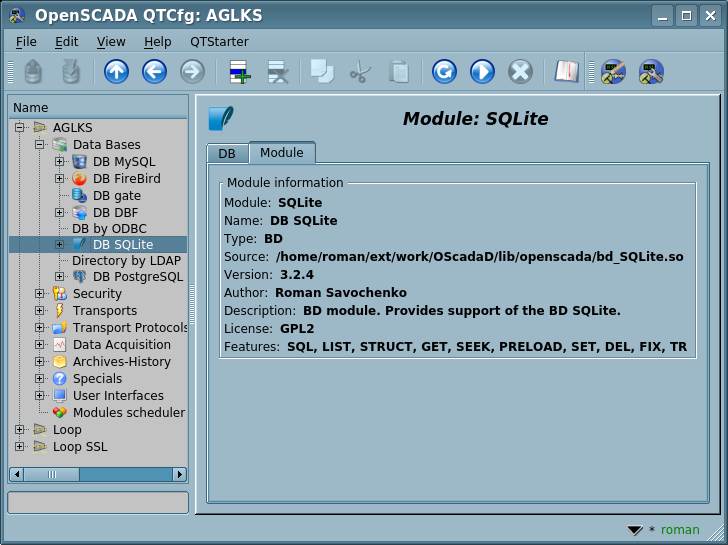 OpenSCADA QTCfg: AGLKS
File Edit View Help QTStarter
Name
AGLKS
Data Bases
DB MySQL
DB FireBird
DB gate
DB DBF
DB by ODBC
DB SQLite
Directory by LDAP
DB PostgreSQL
Security
Transports
Transport Protocols
Data Acquisition
Archives-History
Specials
User Interfaces
Modules scheduler
Loop
Loop SSL
Module: SQLite
DB Module
Module information
Module: SQLite
Name: DB SQLite
Type: BD
Source: /home/roman/ext/work/OScadaD/lib/openscada/bd_SQLite.so
Version: 3.2.4
Author: Roman Savochenko
Description: BD module. Provides support of the BD SQLite.
License: GPL2
Features: SQL, LIST, STRUCT, GET, SEEK, PRELOAD, SET, DEL, FIX, TR
* roman